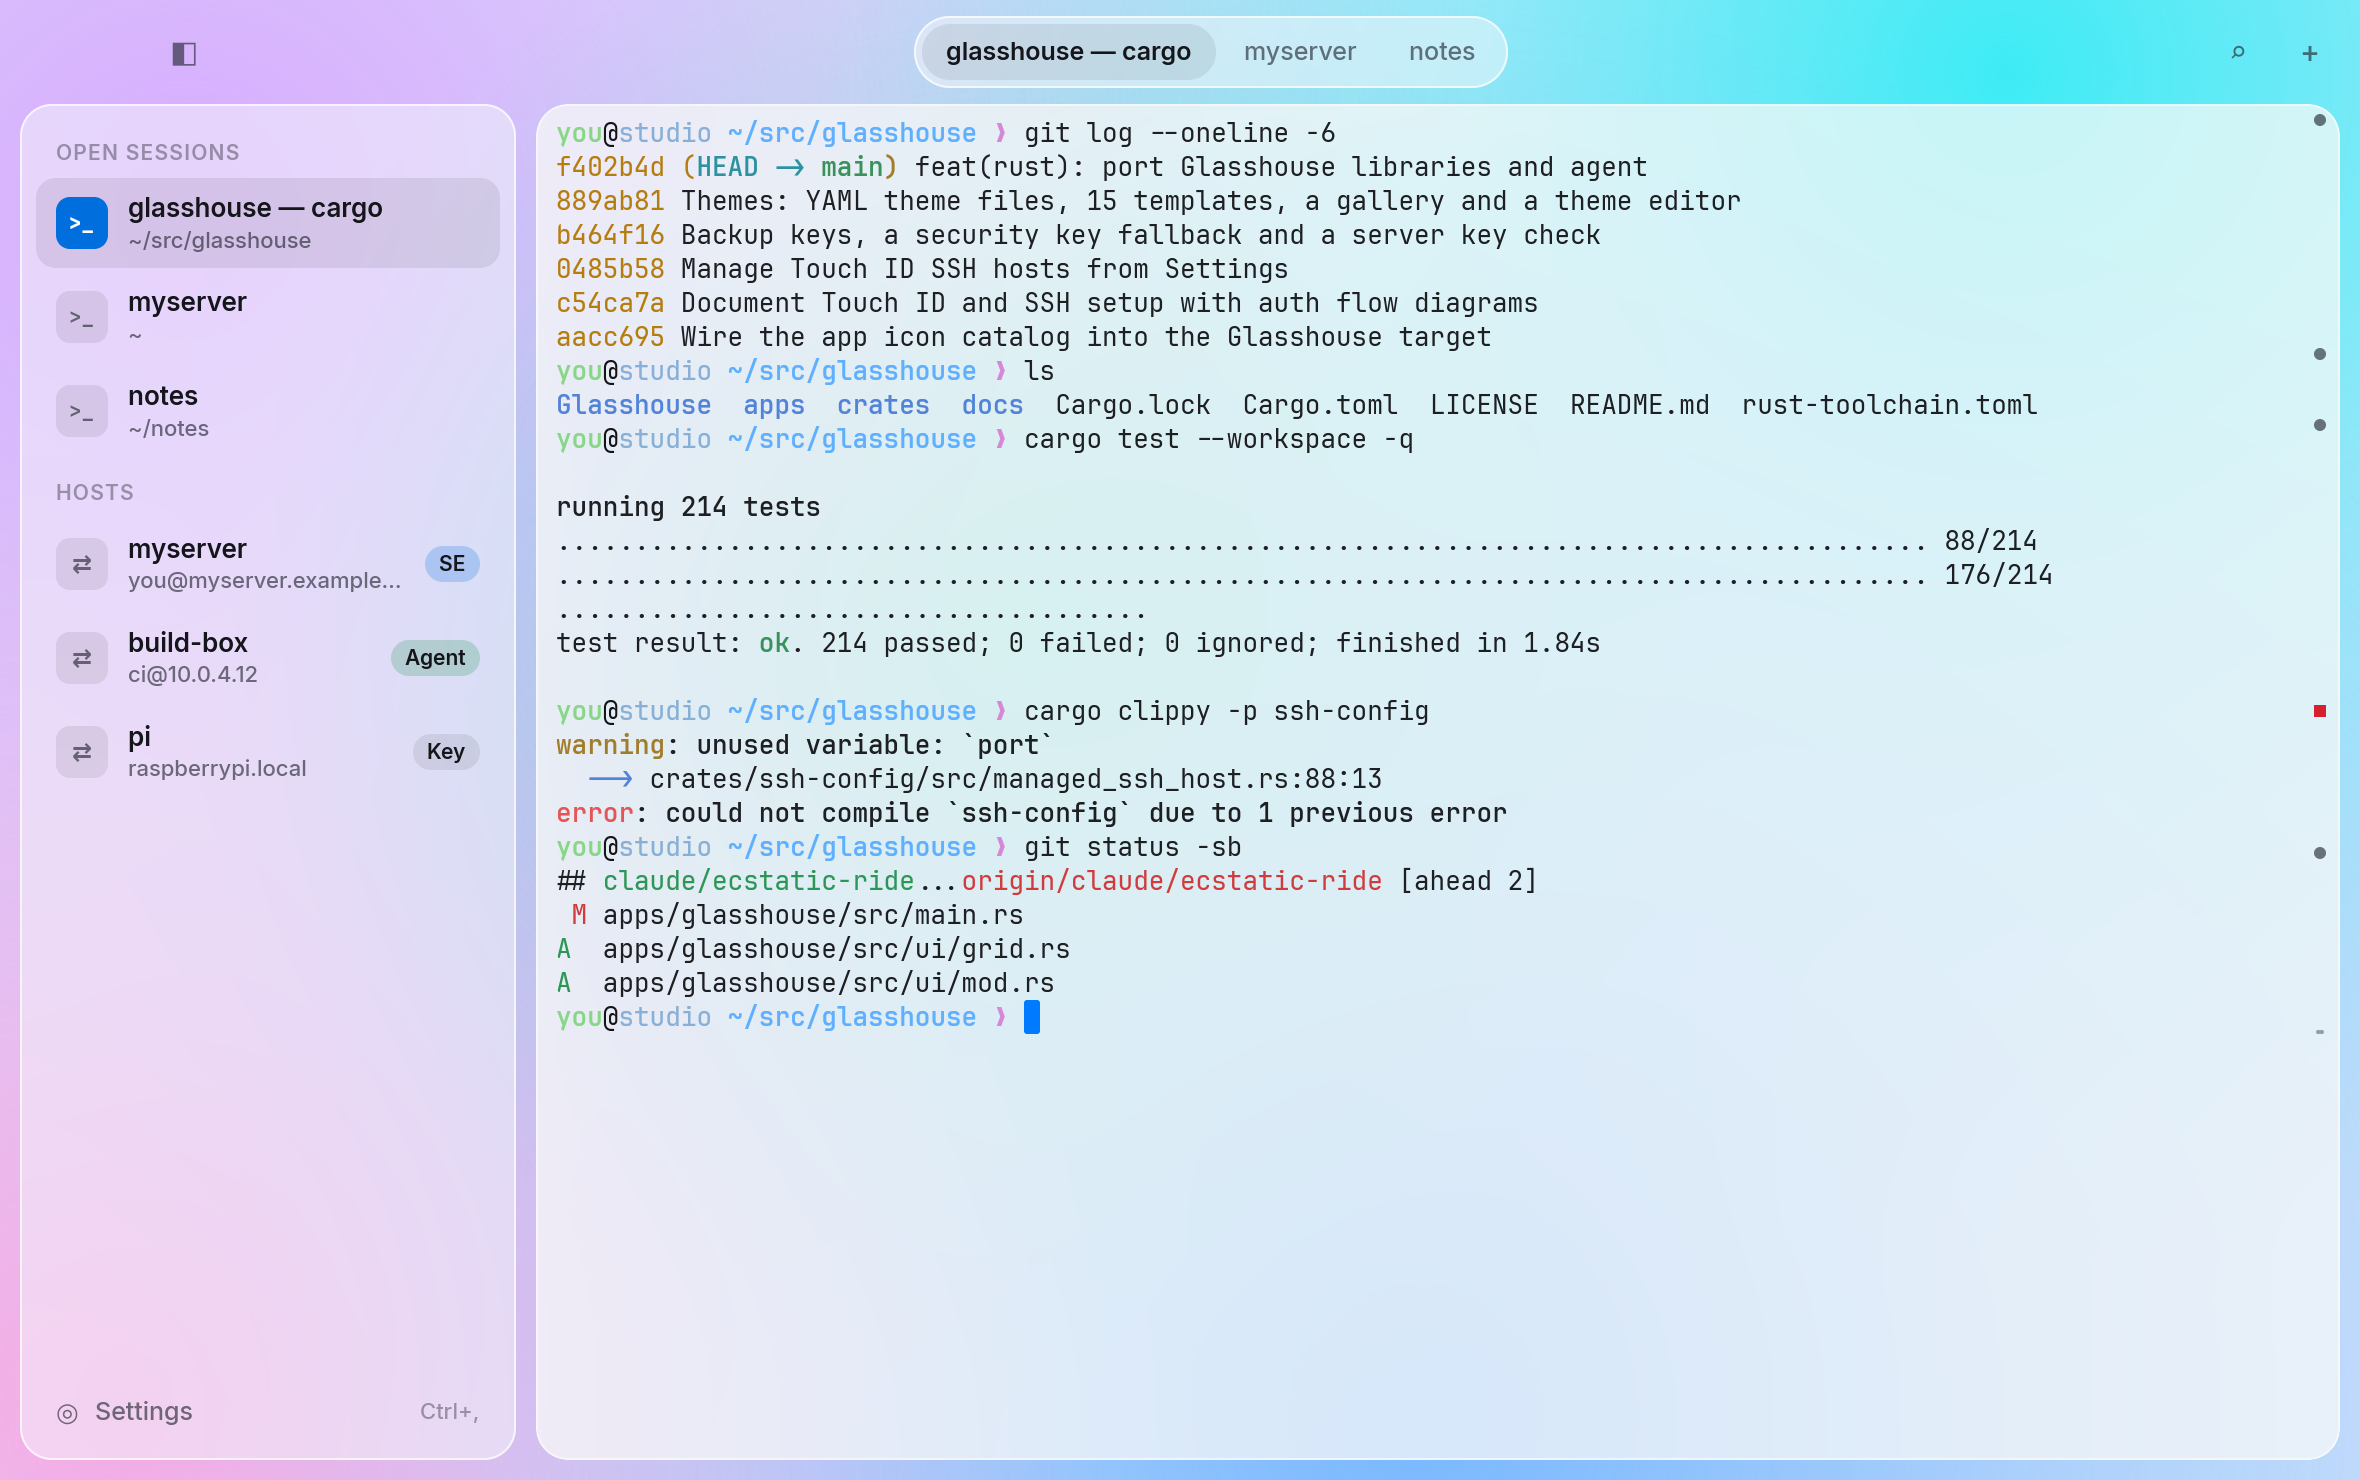 glasshouse — cargo
myserver
notes
+
OPEN SESSIONS
>_ glasshouse — cargo
~/src/glasshouse
>_ myserver
~
>_ notes
~/notes
HOSTS
myserver SE
you@myserver.example...
build-box Agent
ci@10.0.4.12
pi Key
raspberrypi.local
Settings Ctrl+,
you@studio ~/src/glasshouse ❯ git log --oneline -6
f402b4d (HEAD -> main) feat(rust): port Glasshouse libraries and agent
889ab81 Themes: YAML theme files, 15 templates, a gallery and a theme editor
b464f16 Backup keys, a security key fallback and a server key check
0485b58 Manage Touch ID SSH hosts from Settings
c54ca7a Document Touch ID and SSH setup with auth flow diagrams
aacc695 Wire the app icon catalog into the Glasshouse target
you@studio ~/src/glasshouse ❯ ls
Glasshouse  apps  crates  docs  Cargo.lock  Cargo.toml  LICENSE  README.md  rust-toolchain.toml
you@studio ~/src/glasshouse ❯ cargo test --workspace -q
running 214 tests
........................................................................................ 88/214
........................................................................................ 176/214
......................................
test result: ok. 214 passed; 0 failed; 0 ignored; finished in 1.84s
you@studio ~/src/glasshouse ❯ cargo clippy -p ssh-config
warning: unused variable: `port`
  --> crates/ssh-config/src/managed_ssh_host.rs:88:13
error: could not compile `ssh-config` due to 1 previous error
you@studio ~/src/glasshouse ❯ git status -sb
## claude/ecstatic-ride...origin/claude/ecstatic-ride [ahead 2]
 M apps/glasshouse/src/main.rs
A  apps/glasshouse/src/ui/grid.rs
A  apps/glasshouse/src/ui/mod.rs
you@studio ~/src/glasshouse ❯